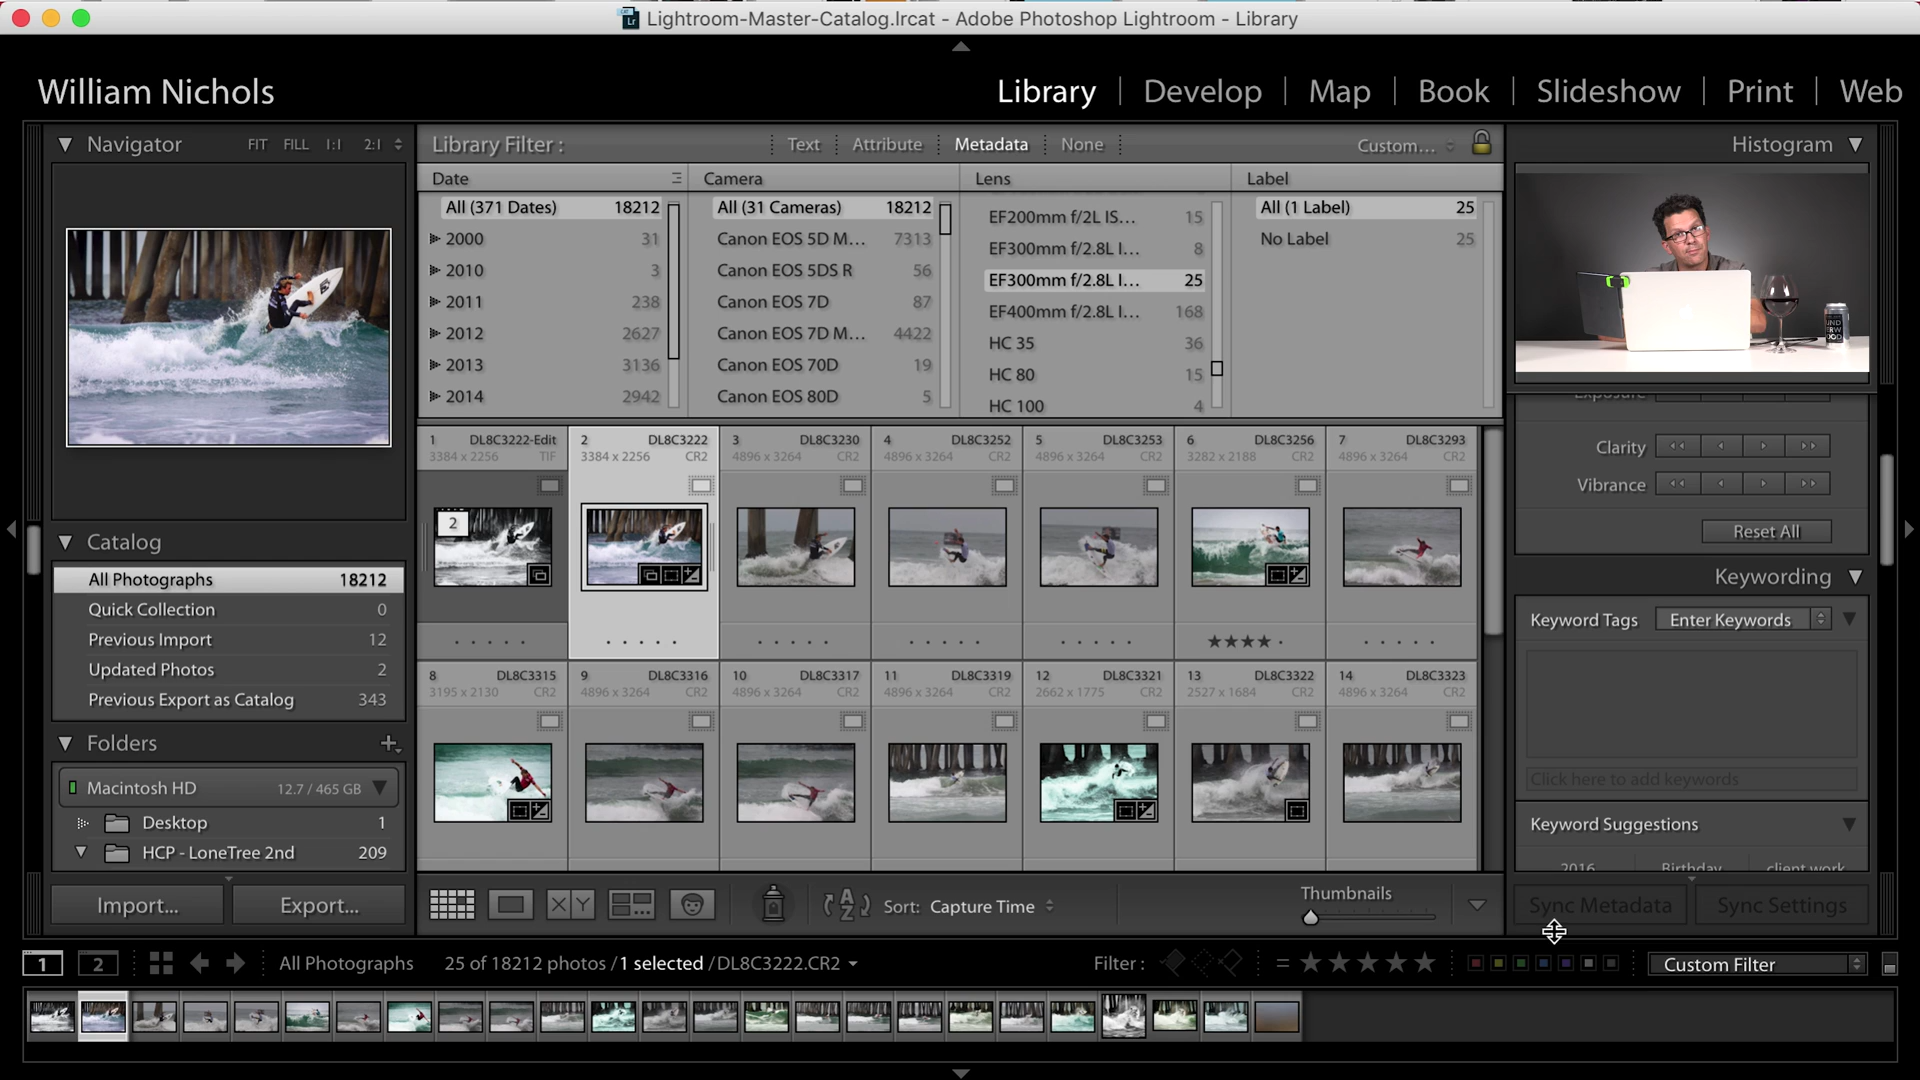 Lightroom-Master-Catalog.lrcat - Adobe Photoshop Lightroom - Library
William Nichols
Library | Develop | Map | Book | Slideshow | Print | Web
Navigator FIT FILL 1:1 2:1
Library Filter : Text Attribute Metadata None Custom...
Histogram
Date Camera Lens Label
All (371 Dates) 18212 All (31 Cameras) 18212 EF200mm f/2L IS... 15 All (1 Label) 25
2000 31 Canon EOS 5D M... 7313 EF300mm f/2.8L I... 8 No Label 25
2010 3 Canon EOS 5DS R 56 EF300mm f/2.8L I... 25
2011 238 Canon EOS 7D 87 EF400mm f/2.8L I... 168
2012 2627 Canon EOS 7D M... 4422 HC 35 36
2013 3136 Canon EOS 70D 19 HC 80 15
2014 2942 Canon EOS 80D 5 HC 100 4
UND
ERW
OOD
Exposure
Clarity
Vibrance
Reset All
1 DL8C3222-Edit 2 DL8C3222 3 DL8C3230 4 DL8C3252 5 DL8C3253 6 DL8C3256 7 DL8C3293
3384 x 2256 TIF 3384 x 2256 CR2 4896 x 3264 CR2 4896 x 3264 CR2 4896 x 3264 CR2 3282 x 2188 CR2 4896 x 3264 CR2
2
Catalog
All Photographs 18212
Quick Collection 0
Previous Import 12
Updated Photos 2
Previous Export as Catalog 343
Keywording
Keyword Tags Enter Keywords
Click here to add keywords
Keyword Suggestions
2016 Birthday client work
8 DL8C3315 9 DL8C3316 10 DL8C3317 11 DL8C3319 12 DL8C3321 13 DL8C3322 14 DL8C3323
3195 x 2130 CR2 4896 x 3264 CR2 4896 x 3264 CR2 4896 x 3264 CR2 2662 x 1775 CR2 2527 x 1684 CR2 4896 x 3264 CR2
Folders
Macintosh HD 12.7 / 465 GB
Desktop 1
HCP - LoneTree 2nd 209
Import... Export...
X Y A Z Sort: Capture Time Thumbnails
Sync Metadata Sync Settings
1 2 All Photographs 25 of 18212 photos / 1 selected / DL8C3222.CR2 Filter : Custom Filter